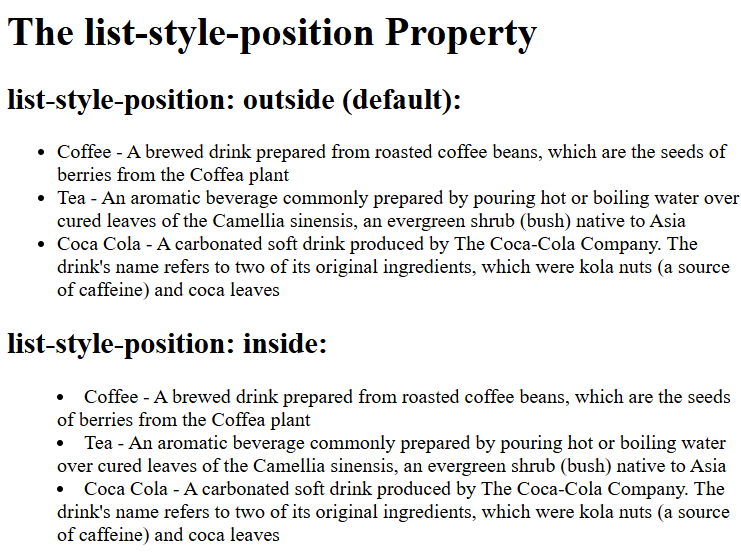 The list-style-position Property
list-style-position: outside (default):
• Coffee - A brewed drink prepared from roasted coffee beans, which are the seeds of
berries from the Coffea plant
• Tea - An aromatic beverage commonly prepared by pouring hot or boiling water over
cured leaves of the Camellia sinensis, an evergreen shrub (bush) native to Asia
• Coca Cola - A carbonated soft drink produced by The Coca-Cola Company. The
drink's name refers to two of its original ingredients, which were kola nuts (a source
of caffeine) and coca leaves
list-style-position: inside:
• Coffee - A brewed drink prepared from roasted coffee beans, which are the seeds
of berries from the Coffea plant
• Tea - An aromatic beverage commonly prepared by pouring hot or boiling water
over cured leaves of the Camellia sinensis, an evergreen shrub (bush) native to Asia
• Coca Cola - A carbonated soft drink produced by The Coca-Cola Company. The
drink's name refers to two of its original ingredients, which were kola nuts (a source
of caffeine) and coca leaves